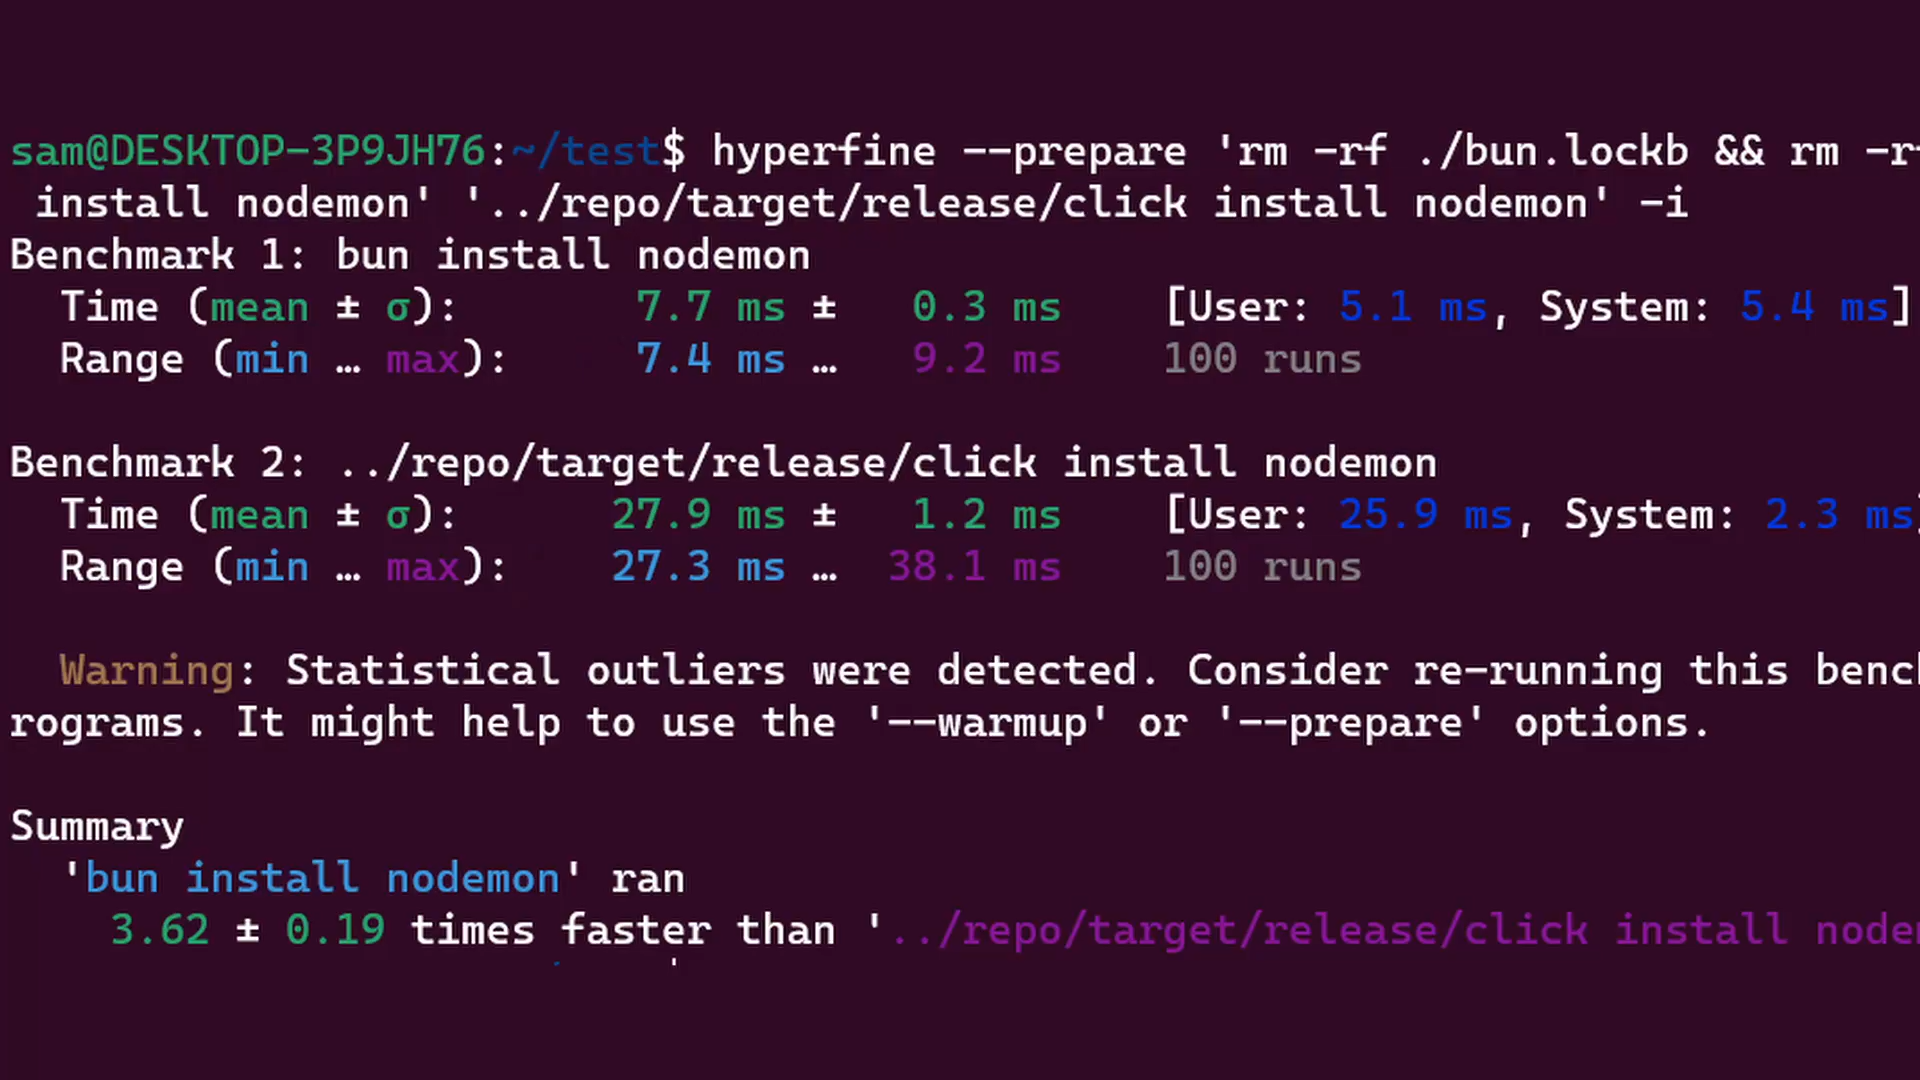 sam@DESKTOP-3P9JH76:~/test$ hyperfine --prepare 'rm -rf ./bun.lockb && rm
 install nodemon' '../repo/target/release/click install nodemon' -i
Benchmark 1: bun install nodemon
  Time (mean ± σ):       7.7 ms ±   0.3 ms    [User: 5.1 ms, System: 5.4 ms]
  Range (min … max):     7.4 ms …   9.2 ms    100 runs
Benchmark 2: ../repo/target/release/click install nodemon
  Time (mean ± σ):      27.9 ms ±   1.2 ms    [User: 25.9 ms, System: 2.3 ms]
  Range (min … max):    27.3 ms …  38.1 ms    100 runs
  Warning: Statistical outliers were detected. Consider re-running this
rograms. It might help to use the '--warmup' or '--prepare' options.
Summary
  'bun install nodemon' ran
    3.62 ± 0.19 times faster than '../repo/target/release/click install